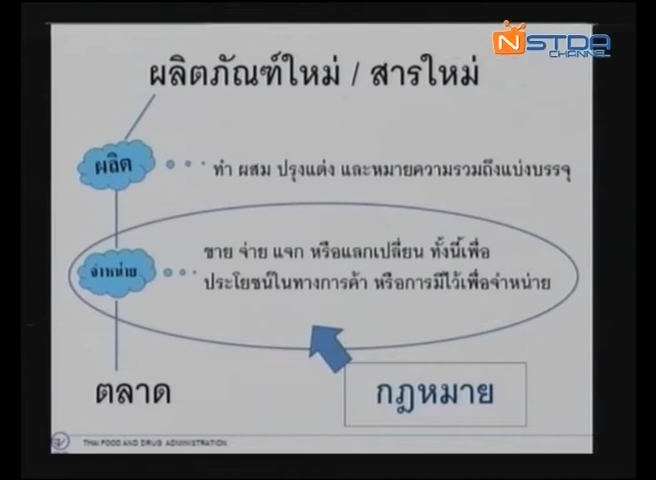 NSTDA
CHANNEL
ผลิตภัณฑ์ใหม่ / สารใหม่
ผลิต
ทำ ผสม ปรุงแต่ง และหมายความรวมถึงแบ่งบรรจุ
จำหน่าย
ขาย จ่าย แจก หรือแลกเปลี่ยน ทั้งนี้เพื่อ
ประโยชน์ในทางการค้า หรือการมีไว้เพื่อจำหน่าย
ตลาด
กฎหมาย
THAI FOOD AND DRUG ADMINISTRATION